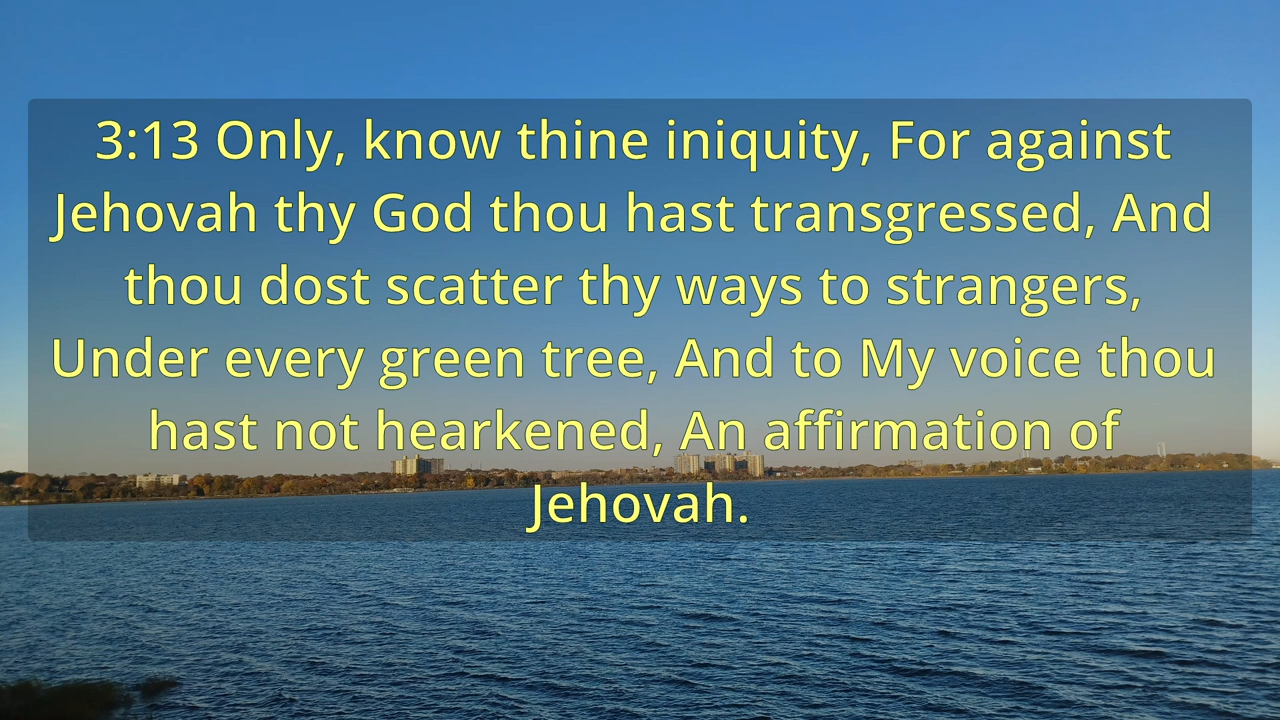 3:13 Only, know thine iniquity, For against
Jehovah thy God thou hast transgressed, And
thou dost scatter thy ways to strangers,
Under every green tree, And to My voice thou
hast not hearkened, An affirmation of
Jehovah.